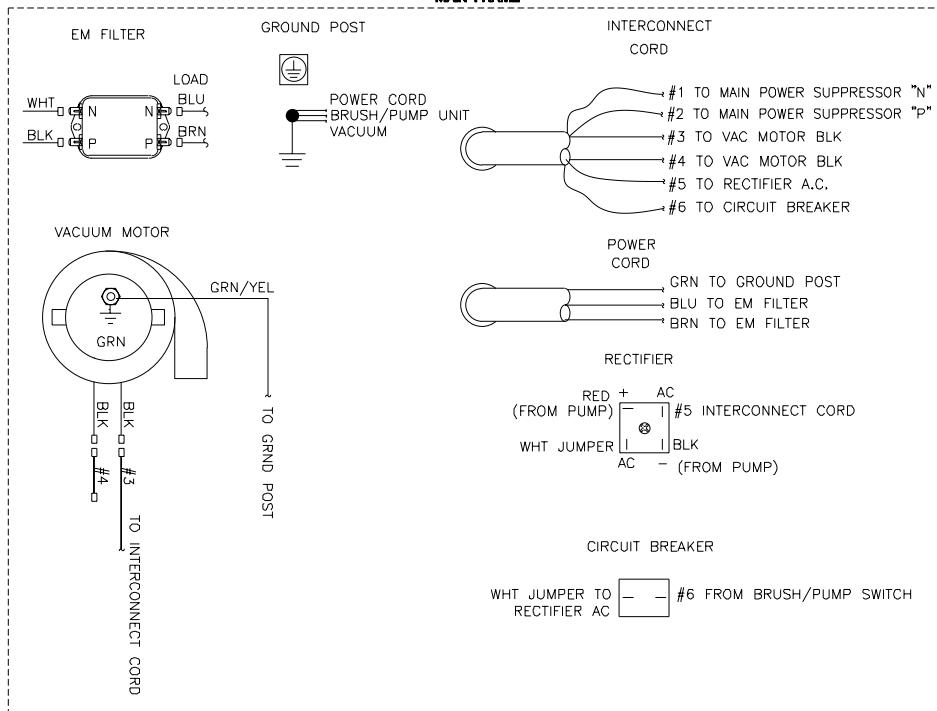 MAIN FRAME
EM FILTER
GROUND POST
INTERCONNECT
CORD
LOAD
WHT
N
N
BLU
BLK
P
P
BRN
POWER CORD
BRUSH/PUMP UNIT
VACUUM
#1 TO MAIN POWER SUPPRESSOR "N"
#2 TO MAIN POWER SUPPRESSOR "P"
#3 TO VAC MOTOR BLK
#4 TO VAC MOTOR BLK
#5 TO RECTIFIER A.C.
#6 TO CIRCUIT BREAKER
VACUUM MOTOR
GRN/YEL
GRN
BLK
BLK
#4
#3
TO GRND POST
TO INTERCONNECT CORD
POWER
CORD
GRN TO GROUND POST
BLU TO EM FILTER
BRN TO EM FILTER
RECTIFIER
RED + AC
(FROM PUMP) #5 INTERCONNECT CORD
WHT JUMPER BLK
AC - (FROM PUMP)
CIRCUIT BREAKER
WHT JUMPER TO #6 FROM BRUSH/PUMP SWITCH
RECTIFIER AC